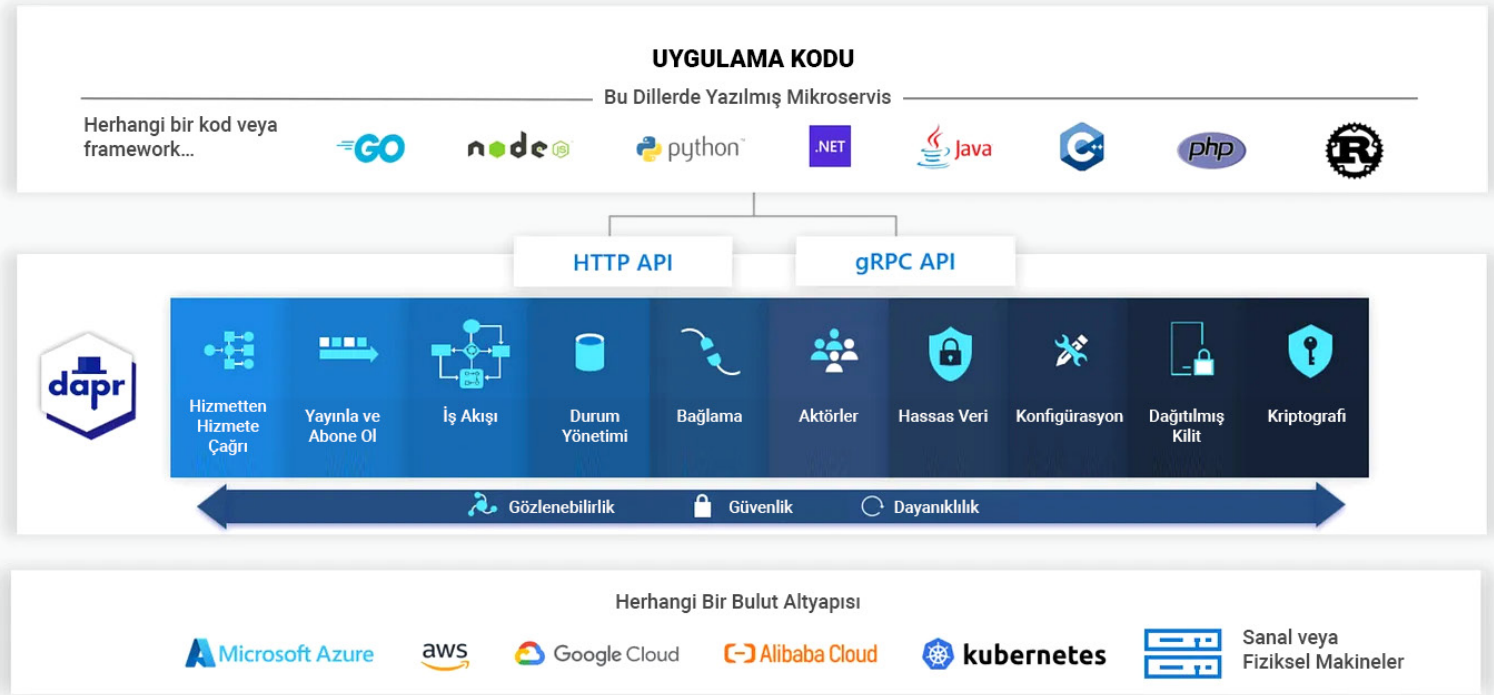 UYGULAMA KODU
Bu Dillerde Yazılmış Mikroservis
Herhangi bir kod veya
framework...
GO
node JS
python
.NET
Java
C++
php
R
HTTP API
gRPC API
dapr
Hizmetten
Hizmete
Çağrı
Yayınla ve
Abone Ol
İş Akışı
Durum
Yönetimi
Bağlama
Aktörler
Hassas Veri
Konfigürasyon
Dağıtılmış
Kilit
Kriptografi
Gözlenebilirlik
Güvenlik
Dayanıklılık
Herhangi Bir Bulut Altyapısı
Microsoft Azure
aws
Google Cloud
Alibaba Cloud
kubernetes
Sanal veya
Fiziksel Makineler